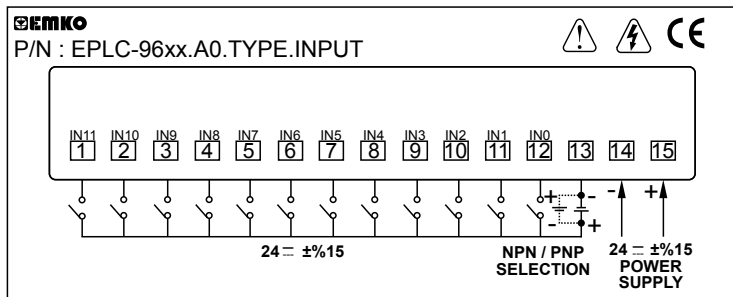 EMKO
P/N : EPLC-96xx.A0.TYPE.INPUT
CE
IN11 IN10 IN9 IN8 IN7 IN6 IN5 IN4 IN3 IN2 IN1 IN0
1 2 3 4 5 6 7 8 9 10 11 12 13 14 15
+ - - +
- +
24 ⎓ ±%15
NPN / PNP
SELECTION
24 ⎓ ±%15
POWER
SUPPLY